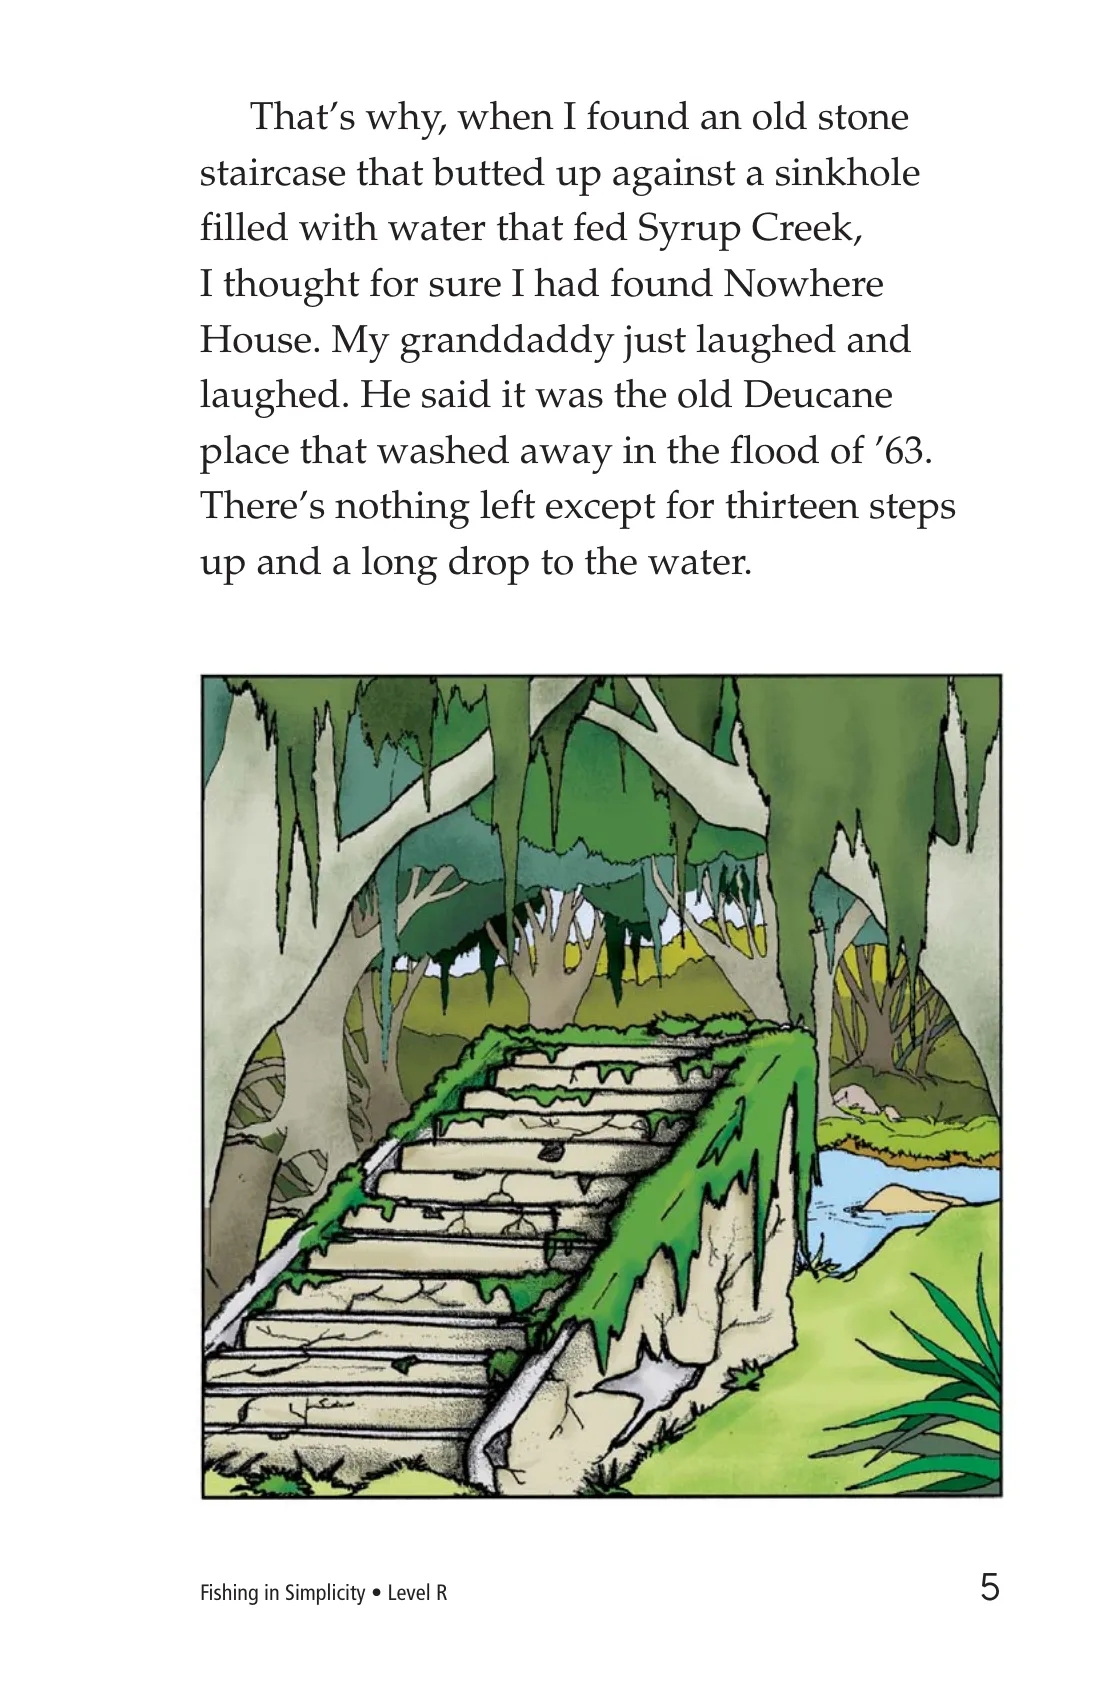 That’s why, when I found an old stone
staircase that butted up against a sinkhole
filled with water that fed Syrup Creek,
I thought for sure I had found Nowhere
House. My granddaddy just laughed and
laughed. He said it was the old Deucane
place that washed away in the flood of ’63.
There’s nothing left except for thirteen steps
up and a long drop to the water.
Fishing in Simplicity • Level R
5